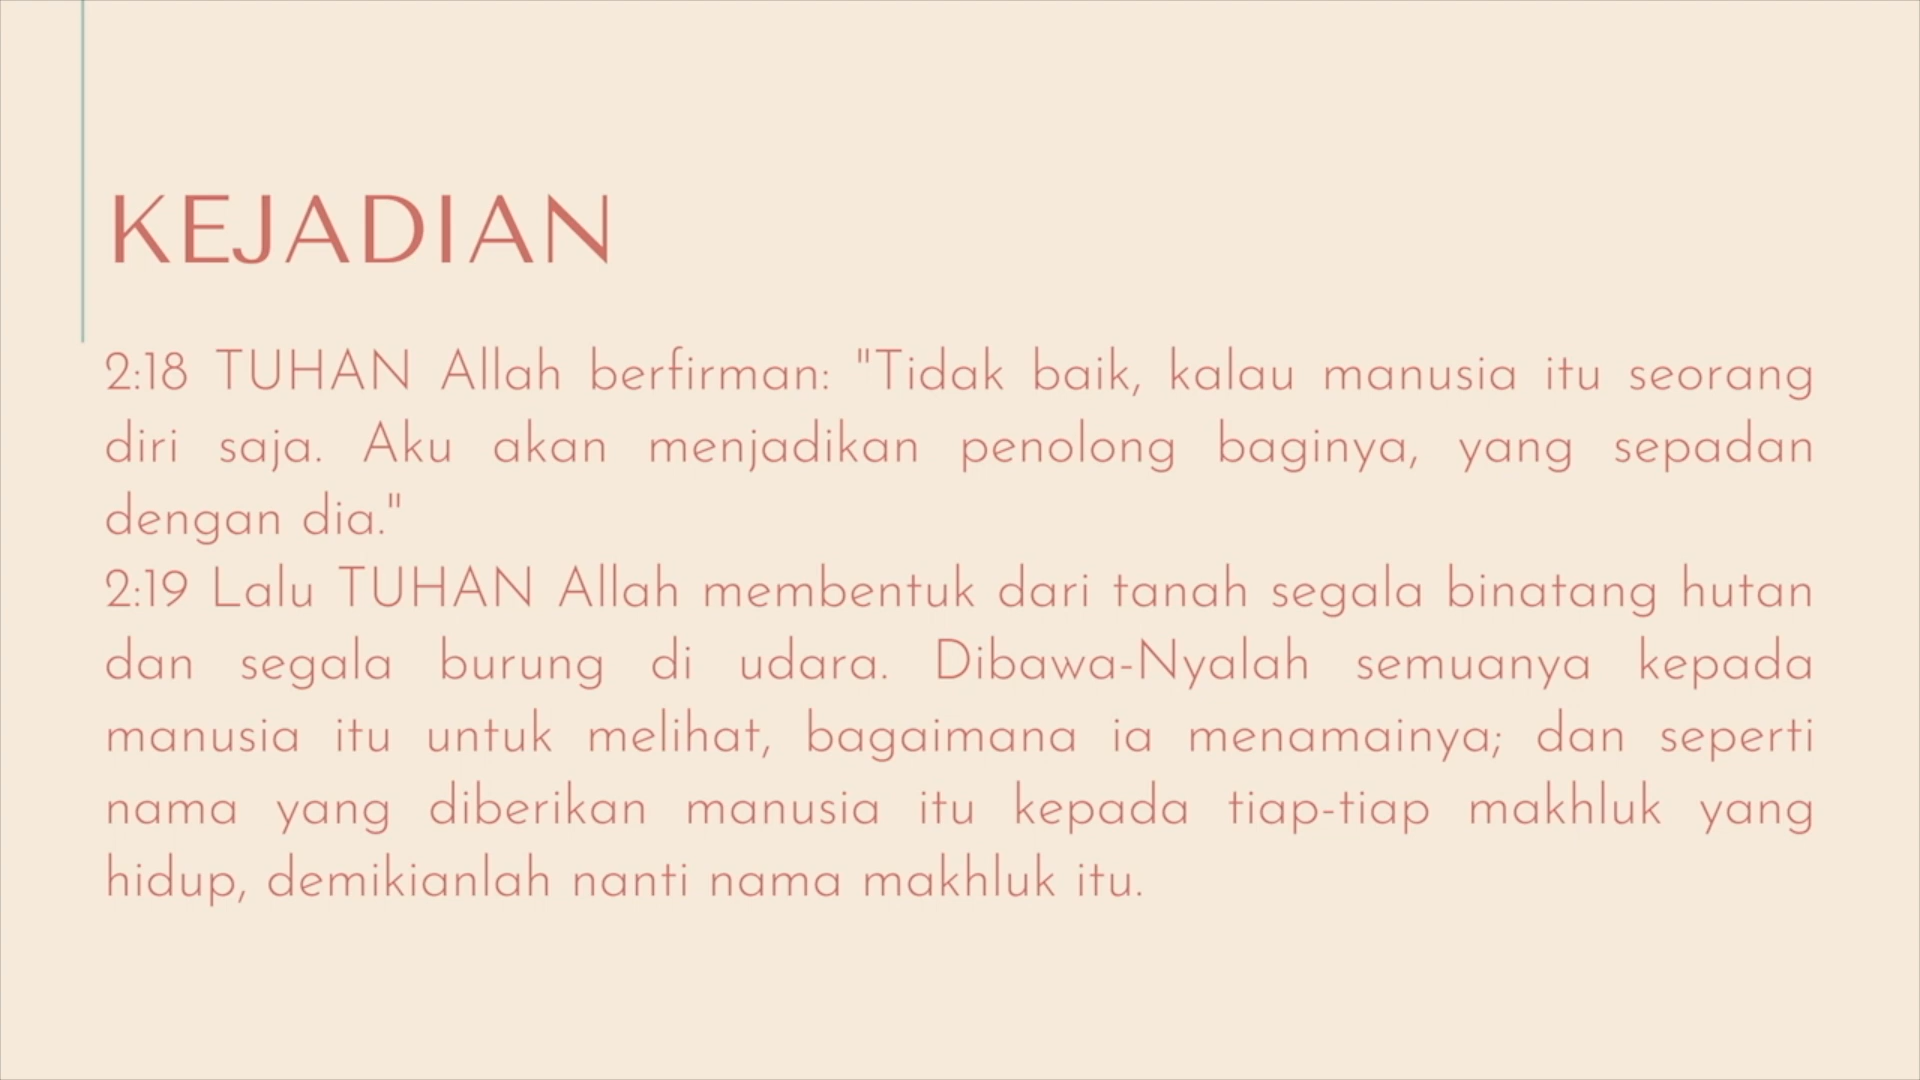 KEJADIAN
2:18 TUHAN Allah berfirman: "Tidak baik, kalau manusia itu seorang
diri saja. Aku akan menjadikan penolong baginya, yang sepadan
dengan dia."
2:19 Lalu TUHAN Allah membentuk dari tanah segala binatang hutan
dan segala burung di udara. Dibawa-Nyalah semuanya kepada
manusia itu untuk melihat, bagaimana ia menamainya; dan seperti
nama yang diberikan manusia itu kepada tiap-tiap makhluk yang
hidup, demikianlah nanti nama makhluk itu.